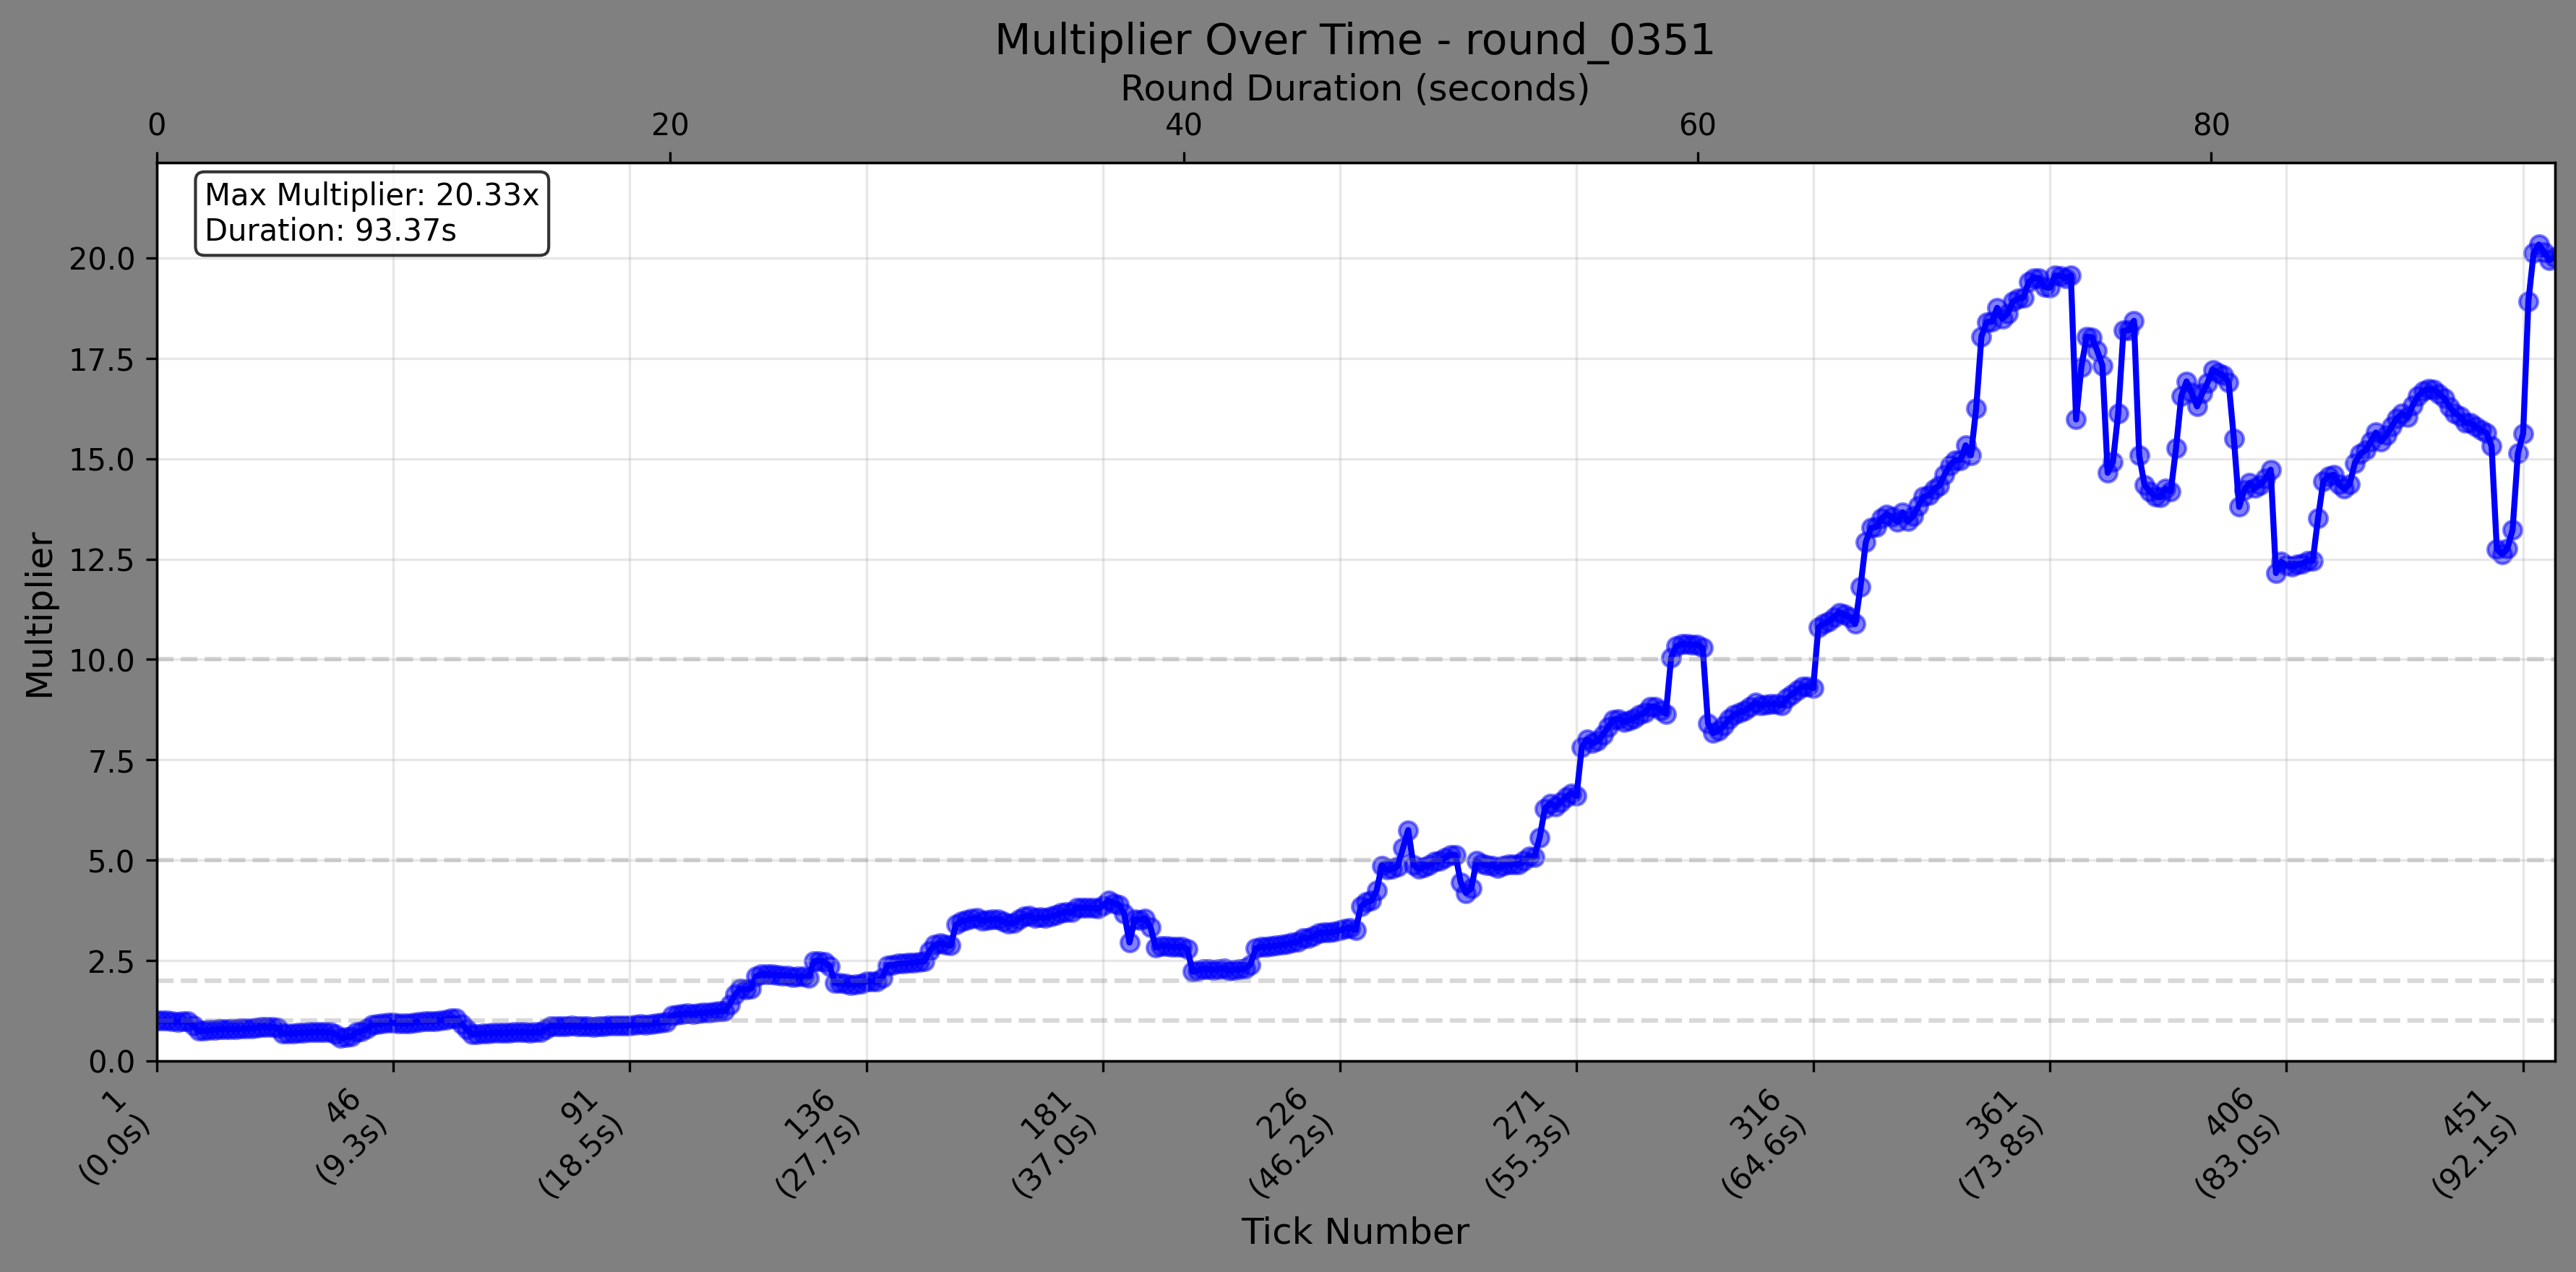 Multiplier Over Time - round_0351
Round Duration (seconds)
0 20 40 60 80
Max Multiplier: 20.33x
Duration: 93.37s
20.0
17.5
15.0
12.5
10.0
7.5
5.0
2.5
0.0
Multiplier
1
(0.0s)
46
(9.3s)
91
(18.5s)
136
(27.7s)
181
(37.0s)
226
(46.2s)
271
(55.3s)
316
(64.6s)
361
(73.8s)
406
(83.0s)
451
(92.1s)
Tick Number